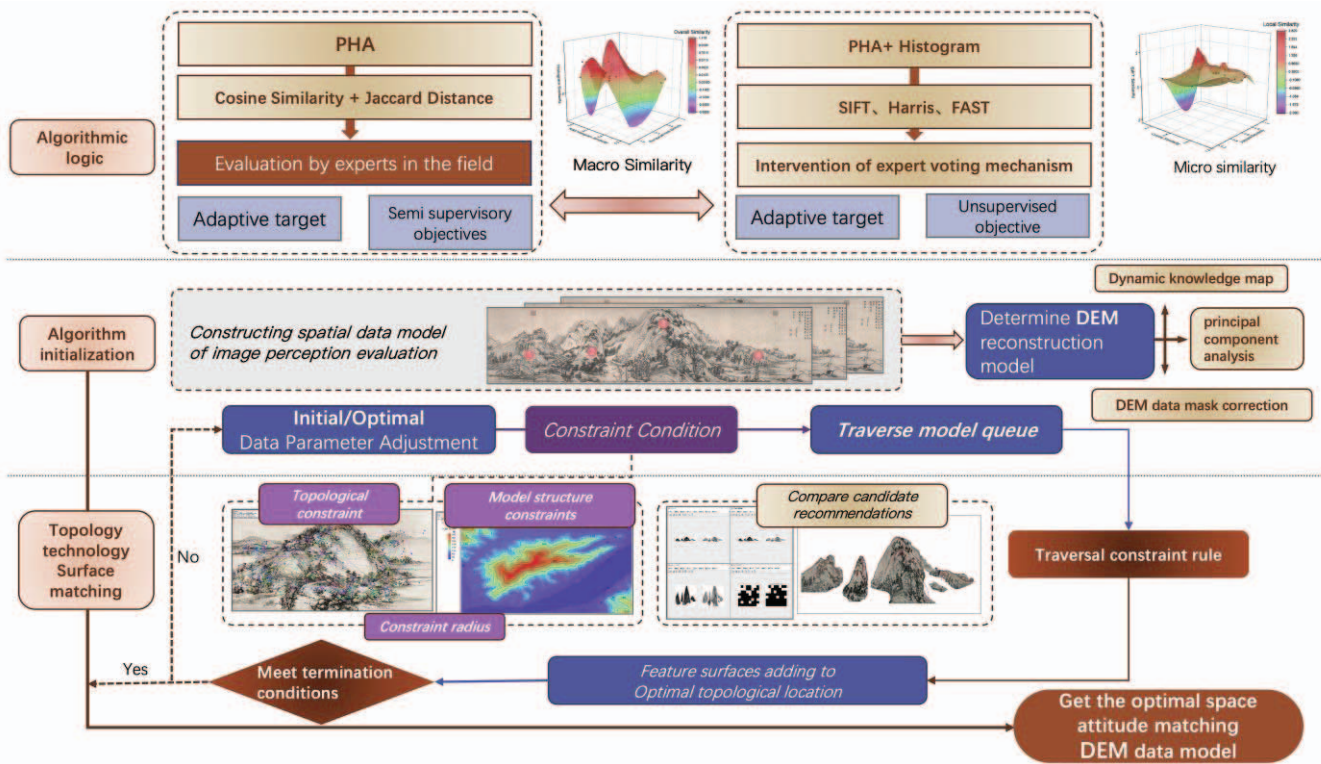 PHA
Cosine Similarity + Jaccard Distance
Evaluation by experts in the field
Adaptive target
Semi supervisory
objectives
Overall Similarity
Macro Similarity
PHA+ Histogram
SIFT、Harris、FAST
Intervention of expert voting mechanism
Adaptive target
Unsupervised
objective
Local Similarity
Micro similarity
Algorithmic
logic
Algorithm
initialization
Constructing spatial data model
of image perception evaluation
Determine DEM
reconstruction
model
Dynamic knowledge map
principal
component
analysis
DEM data mask correction
Initial/Optimal
Data Parameter Adjustment
Constraint Condition
Traverse model queue
Topology
technology
Surface
matching
No
Topological
constraint
Model structure
constraints
Constraint radius
Compare candidate
recommendations
Traversal constraint rule
Yes
Meet termination
conditions
Feature surfaces adding to
Optimal topological location
Get the optimal space
attitude matching
DEM data model